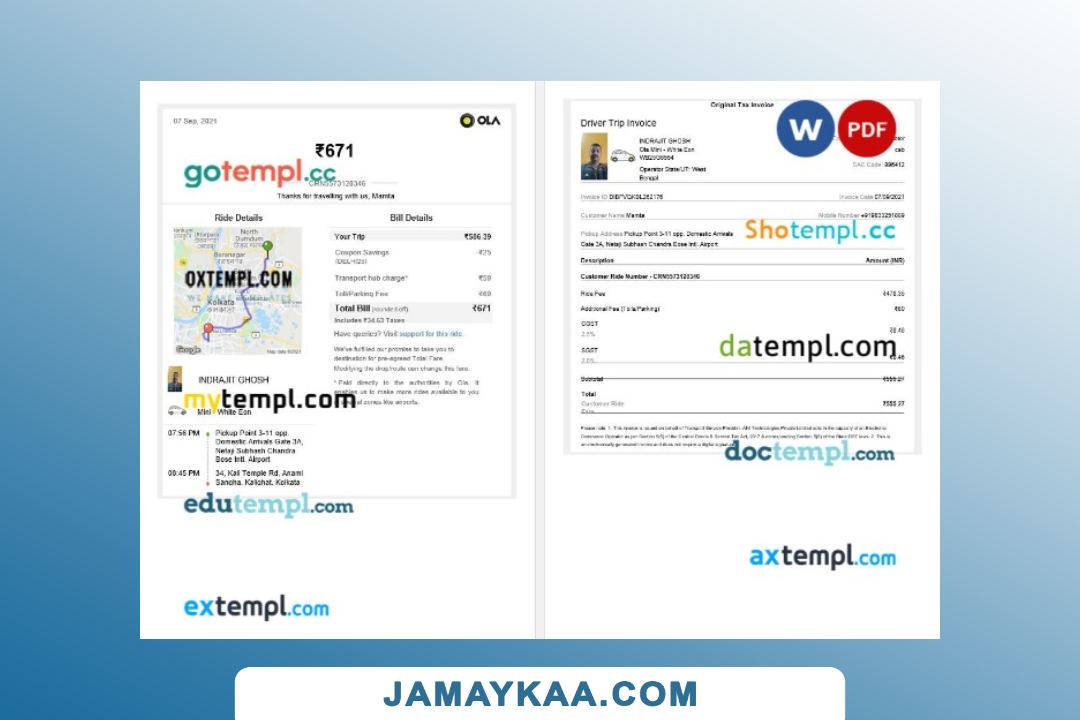 07 Sep, 2021
OLA
₹671
gotempl.cc
CRN5573120346
Thanks for travelling with us, Mamta
Ride Details
Bill Details
North
Dumdum
Baranagar
OXTEMPL.COM
Kolkata
Google
Map data ©2021
Your Trip ₹586.39
Coupon Savings ₹25
Transport hub charge* ₹50
Toll/Parking Fee ₹60
Total Bill (rounded off) ₹671
Includes ₹34.63 Taxes
Have queries? Visit support for this ride.
We've fulfilled our promise to take you to
destination for pre-agreed Total Fare.
Modifying the drop/route can change this fare.
* Paid directly to the authorities by Ola. It
enables us to make more rides available to you
zones like airports.
INDRAJIT GHOSH
mytempl.com
Mini - White Eon
07:56 PM Pickup Point 3-11 opp.
Domestic Arrivals Gate 3A,
Netaji Subhash Chandra
Bose Intl. Airport
08:45 PM 34, Kali Temple Rd, Anami
Sangha, Kalighat, Kolkata
edutempl.com
extempl.com
Original Tax Invoice
W
PDF
Driver Trip Invoice
INDRAJIT GHOSH
Ola Mini - White Eon
Operator State/UT: West
Bengal
cab
SAC Code: 996412
Invoice Date 07/09/2021
Customer Name Mamta
Mobile Number
Pickup Address Pickup Point 3-11 opp. Domestic Arrivals
Gate 3A, Netaji Subhash Chandra Bose Intl. Airport
Shotempl.cc
Description Amount (INR)
Customer Ride Number - CRN5573120346
Ride Fee ₹478.35
Additional Fee (Tolls/Parking) ₹60
CGST ₹8.46
2.5%
datempl.com
SGST ₹8.46
2.5%
Subtotal ₹555.27
Total
Customer Ride ₹555.27
Fare
doctempl.com
axtempl.com
JAMAYKAA.COM